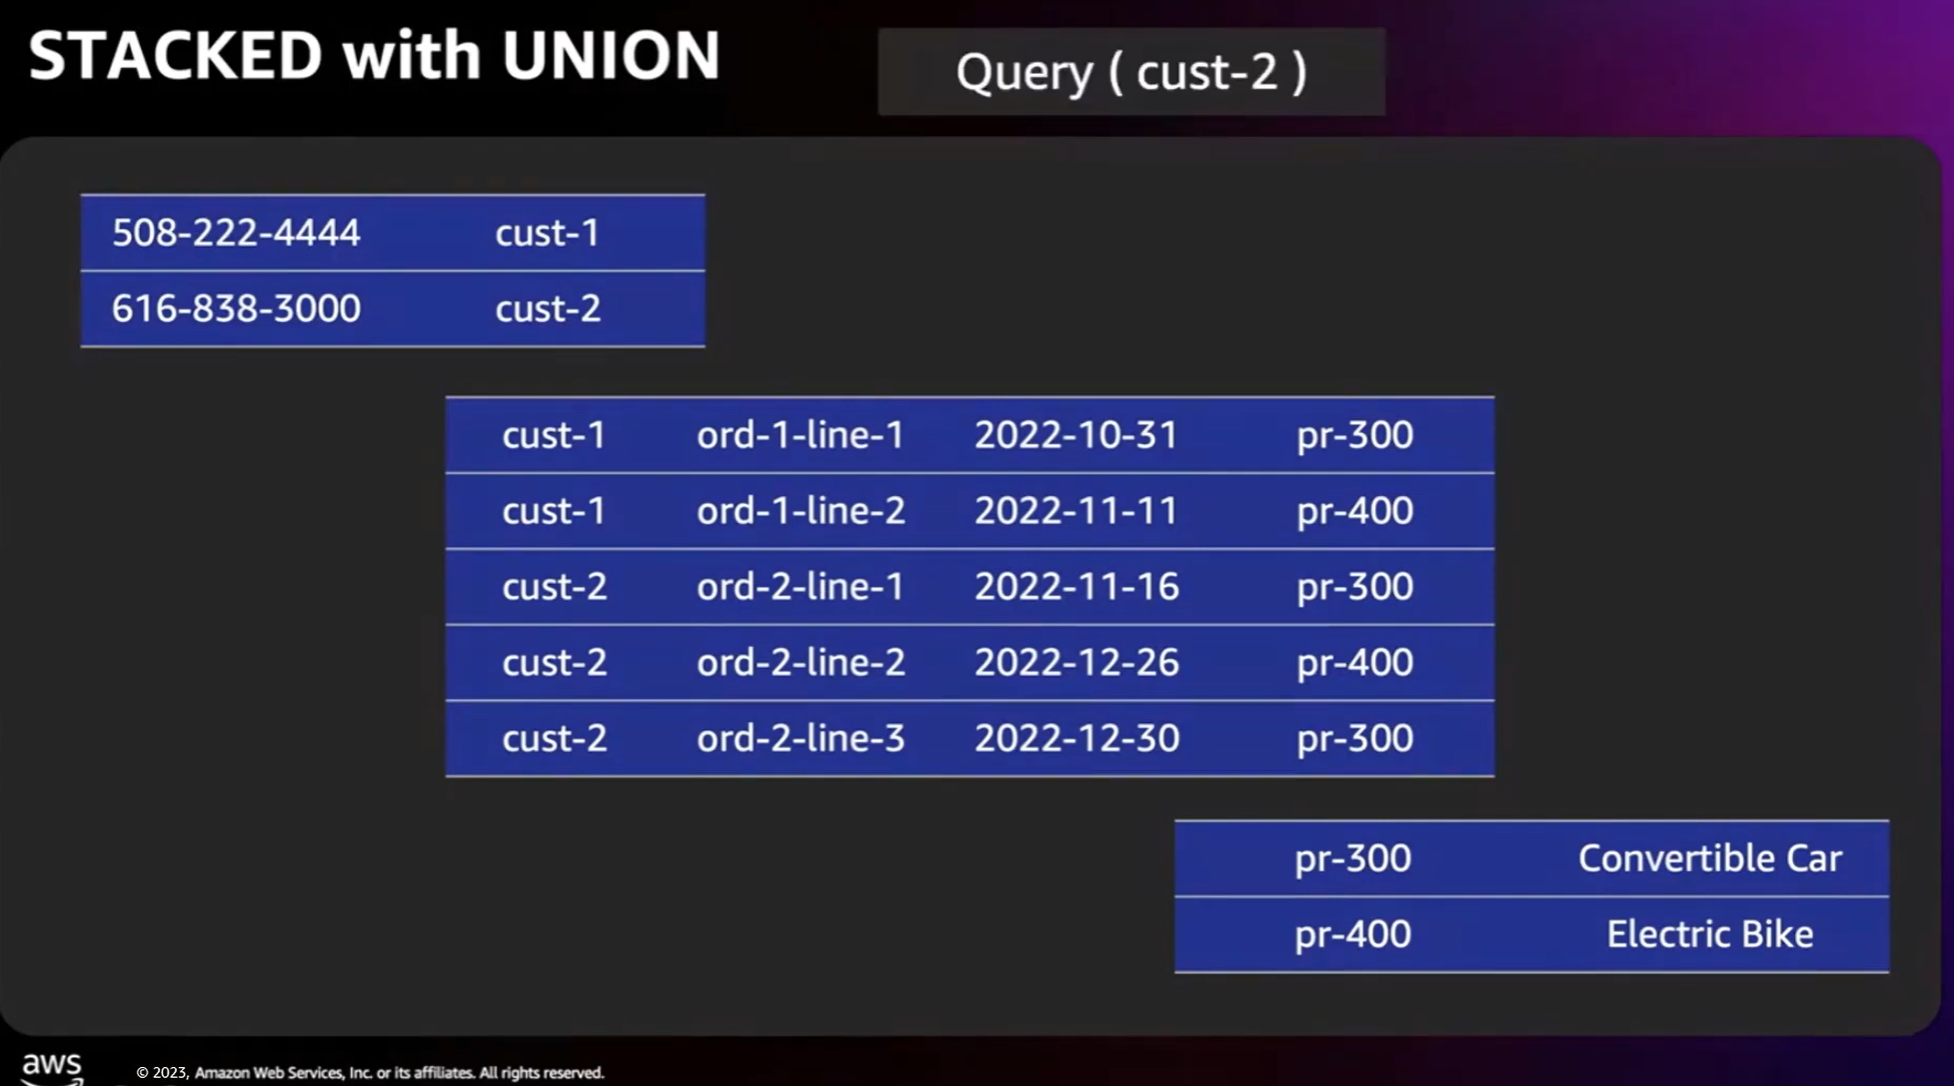 STACKED with UNION
Query ( cust-2 )
508-222-4444 cust-1
616-838-3000 cust-2
cust-1 ord-1-line-1 2022-10-31 pr-300
cust-1 ord-1-line-2 2022-11-11 pr-400
cust-2 ord-2-line-1 2022-11-16 pr-300
cust-2 ord-2-line-2 2022-12-26 pr-400
cust-2 ord-2-line-3 2022-12-30 pr-300
pr-300 Convertible Car
pr-400 Electric Bike
aws
© 2023, Amazon Web Services, Inc. or its affiliates. All rights reserved.